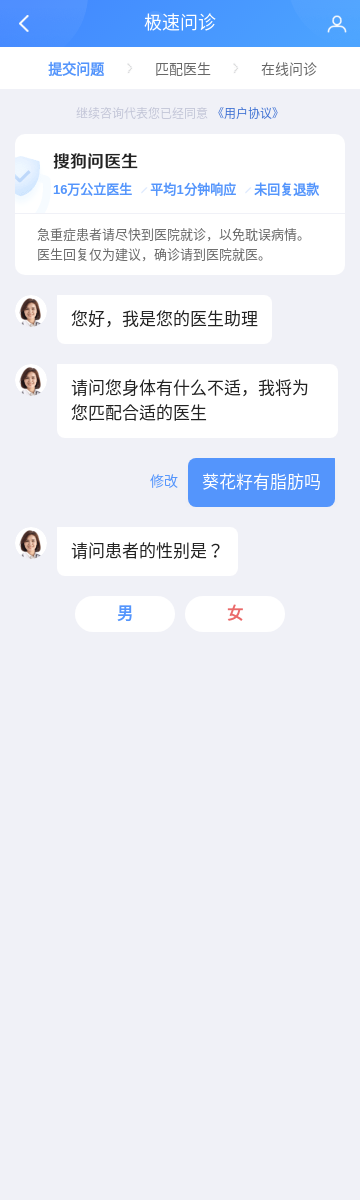 极速问诊
提交问题 匹配医生 在线问诊
继续咨询代表您已经同意 《用户协议》
搜狗问医生
16万公立医生 平均1分钟响应 未回复退款
急重症患者请尽快到医院就诊，以免耽误病情。
医生回复仅为建议，确诊请到医院就医。
您好，我是您的医生助理
请问您身体有什么不适，我将为
您匹配合适的医生
修改 葵花籽有脂肪吗
请问患者的性别是？
男 女